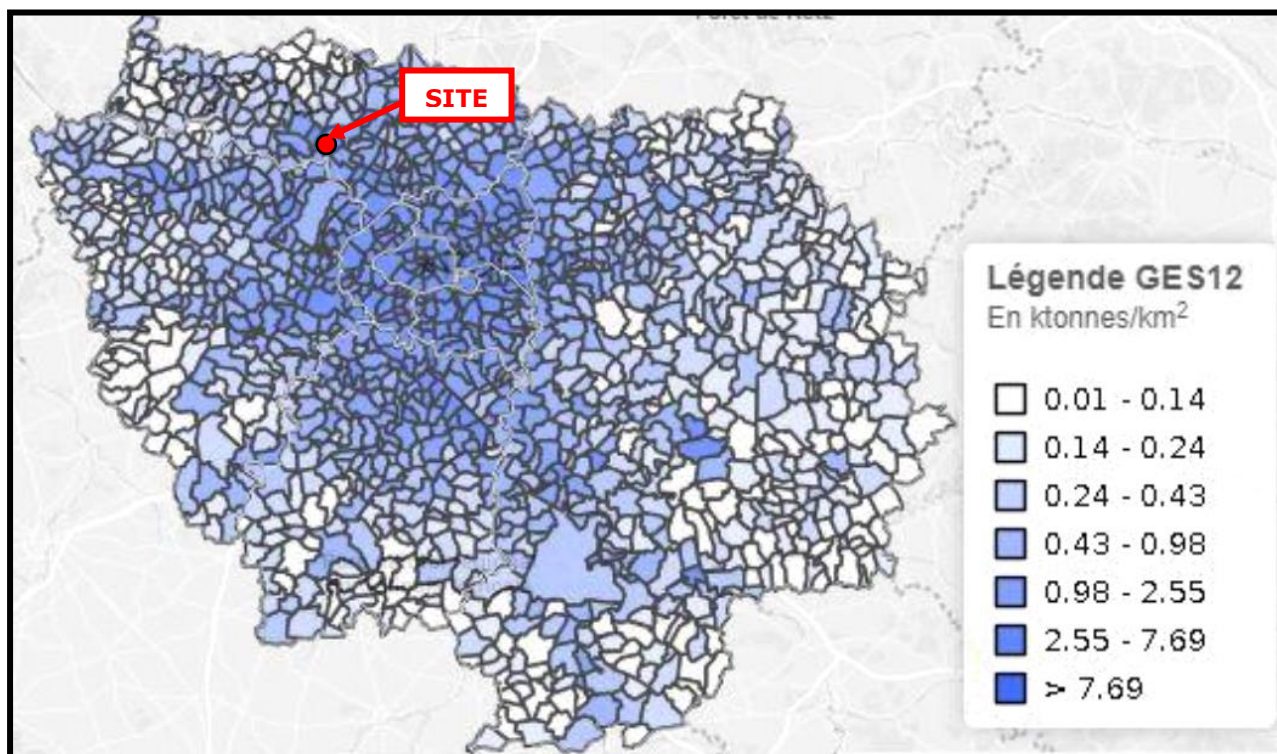 SITE
Légende GES12
En ktonnes/km²
0.01 - 0.14
0.14 - 0.24
0.24 - 0.43
0.43 - 0.98
0.98 - 2.55
2.55 - 7.69
> 7.69